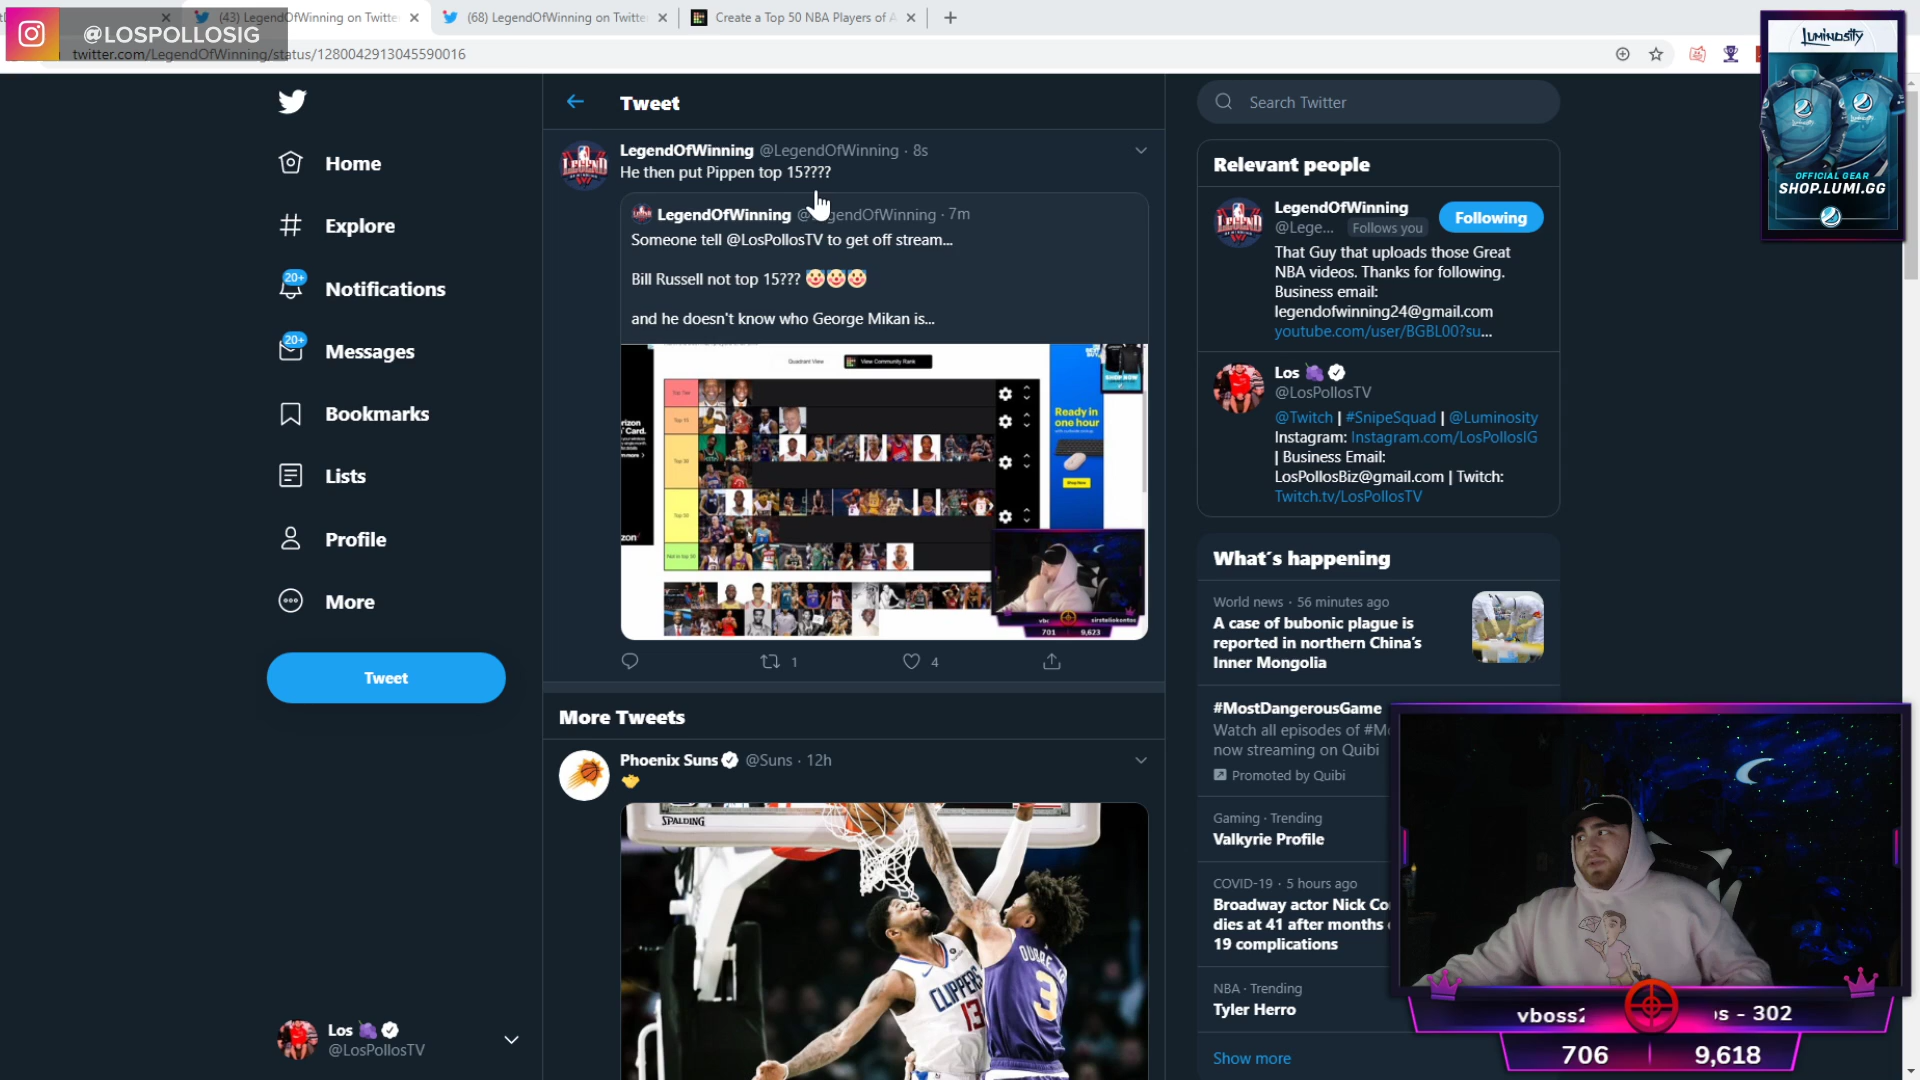 (43) LegendOfWinning on Twitte
(68) LegendOfWinning on Twitte
Create a Top 50 NBA Players of A
@LOSPOLLOSIG
twitter.com/LegendOfWinning/status/1280042913045590016
LUMINOSITY
OFFICIAL GEAR
SHOP.LUMI.GG
Home
Explore
20+
Notifications
20+
Messages
Bookmarks
Lists
Profile
More
Tweet
Los
@LosPollosTV
Tweet
LegendOfWinning @LegendOfWinning · 8s
He then put Pippen top 15????
LegendOfWinning @LegendOfWinning · 7m
Someone tell @LosPollosTV to get off stream...
Bill Russell not top 15??? 🤡🤡🤡
and he doesn't know who George Mikan is...
Quadrant View
View Community Rank
Ready in
one hour
Shop Now
701 9,623
1
4
More Tweets
Phoenix Suns @Suns · 12h
SPALDING
CLIPPERS
13
OUBRE
3
Search Twitter
Relevant people
LegendOfWinning
@Lege... Follows you
Following
That Guy that uploads those Great
NBA videos. Thanks for following.
Business email:
legendofwinning24@gmail.com
youtube.com/user/BGBL00?su...
Los 🍇
@LosPollosTV
@Twitch | #SnipeSquad | @Luminosity
Instagram: Instagram.com/LosPollosIG
| Business Email:
LosPollosBiz@gmail.com | Twitch:
Twitch.tv/LosPollosTV
What's happening
World news · 56 minutes ago
A case of bubonic plague is
reported in northern China's
Inner Mongolia
#MostDangerousGame
Watch all episodes of #M
now streaming on Quibi
Promoted by Quibi
Gaming · Trending
Valkyrie Profile
COVID-19 · 5 hours ago
Broadway actor Nick Co
dies at 41 after months
19 complications
NBA · Trending
Tyler Herro
Show more
vboss
s - 302
706 | 9,618